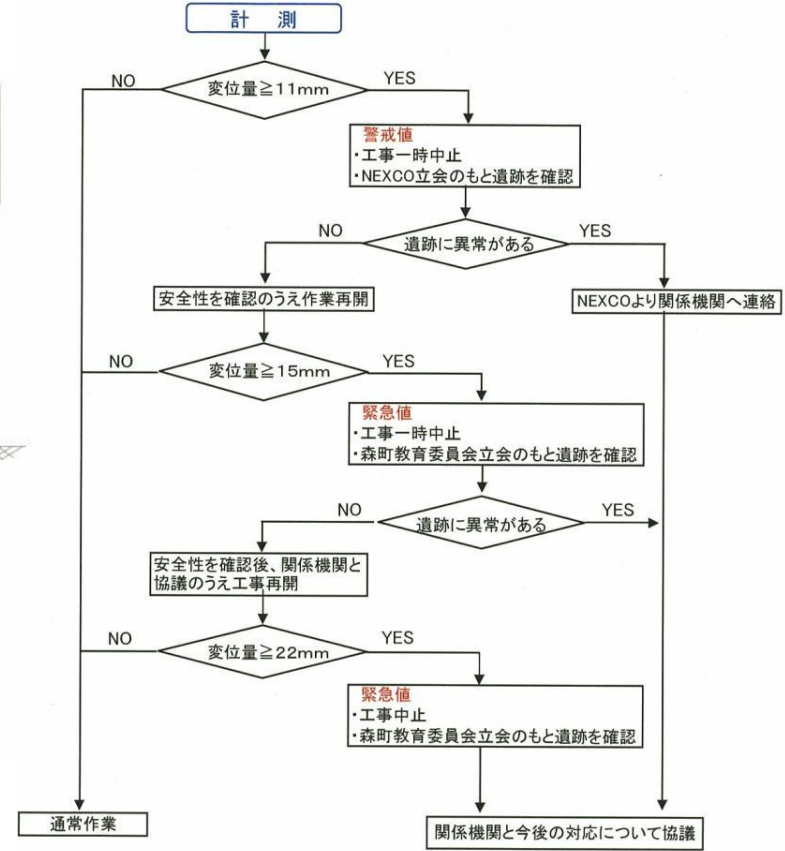 計　測
変位量≧11mm
NO
YES
警戒値
・工事一時中止
・NEXCO立会のもと遺跡を確認
遺跡に異常がある
NO
YES
安全性を確認のうえ作業再開
NEXCOより関係機関へ連絡
変位量≧15mm
NO
YES
緊急値
・工事一時中止
・森町教育委員会立会のもと遺跡を確認
遺跡に異常がある
NO
YES
安全性を確認後、関係機関と
協議のうえ工事再開
変位量≧22mm
NO
YES
緊急値
・工事中止
・森町教育委員会立会のもと遺跡を確認
通常作業
関係機関と今後の対応について協議